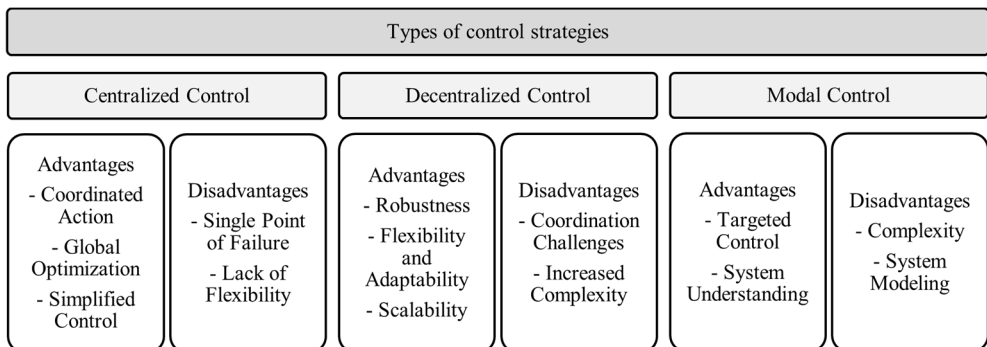 Types of control strategies
Centralized Control
Decentralized Control
Modal Control
Advantages
- Coordinated
Action
- Global
Optimization
- Simplified
Control
Disadvantages
- Single Point
of Failure
- Lack of
Flexibility
Advantages
- Robustness
- Flexibility
and
Adaptability
- Scalability
Disadvantages
- Coordination
Challenges
- Increased
Complexity
Advantages
- Targeted
Control
- System
Understanding
Disadvantages
- Complexity
- System
Modeling